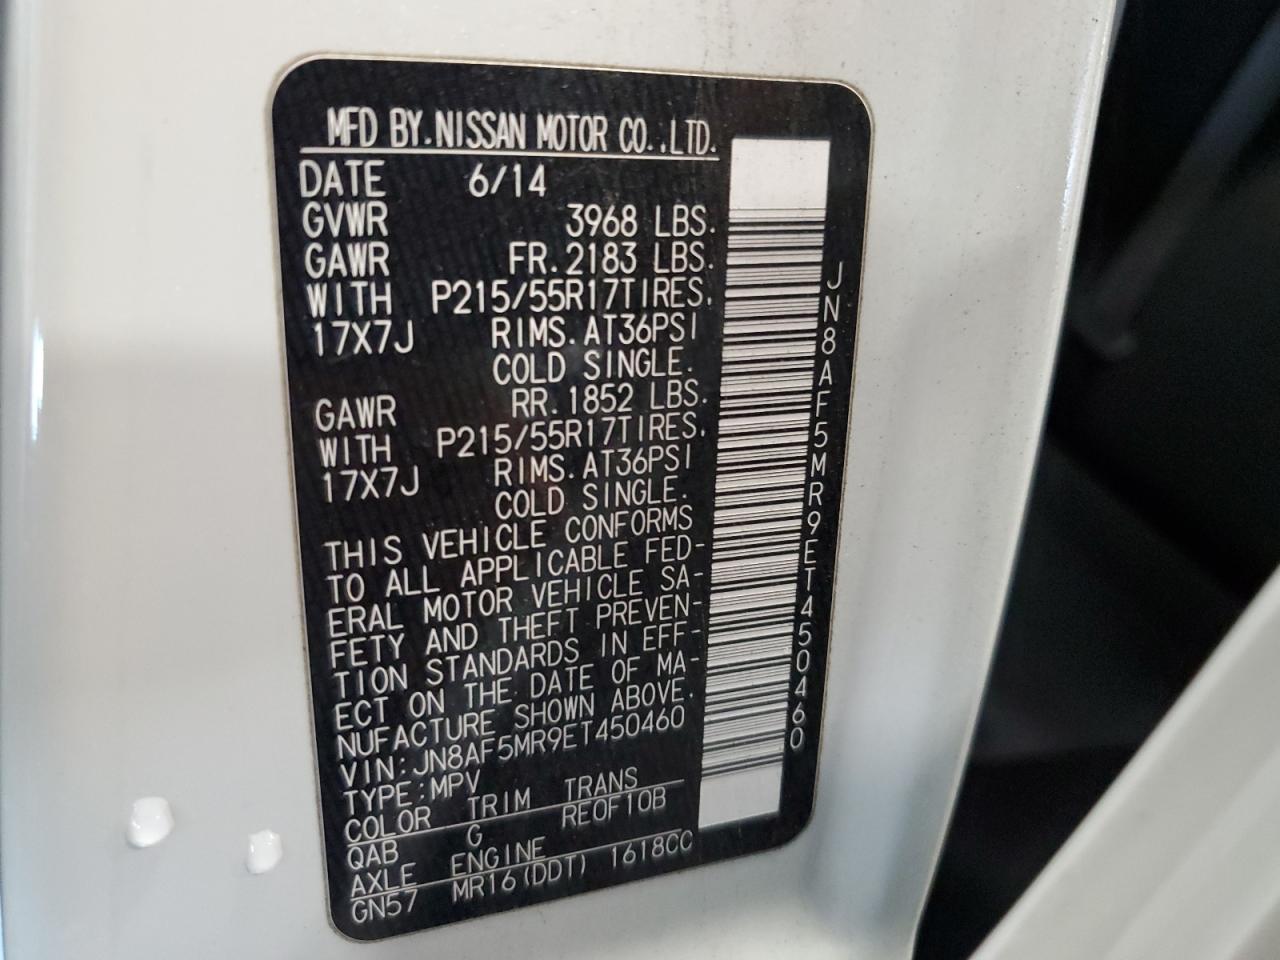 MFD BY.NISSAN MOTOR CO.,LTD.
DATE 6/14
GVWR 3968 LBS.
GAWR FR.2183 LBS.
WITH P215/55R17TIRES.
17X7J RIMS.AT36PSI
COLD SINGLE.
GAWR RR.1852 LBS.
WITH P215/55R17TIRES.
17X7J RIMS.AT36PSI
COLD SINGLE.
THIS VEHICLE CONFORMS
TO ALL APPLICABLE FED-
ERAL MOTOR VEHICLE SA-
FETY AND THEFT PREVEN-
TION STANDARDS IN EFF-
ECT ON THE DATE OF MA-
NUFACTURE SHOWN ABOVE.
VIN:JN8AF5MR9ET450460
TYPE:MPV
COLOR TRIM TRANS
QAB G RE0F10B
AXLE ENGINE
GN57 MR16(DDT) 1618CC
JN8AF5MR9ET450460